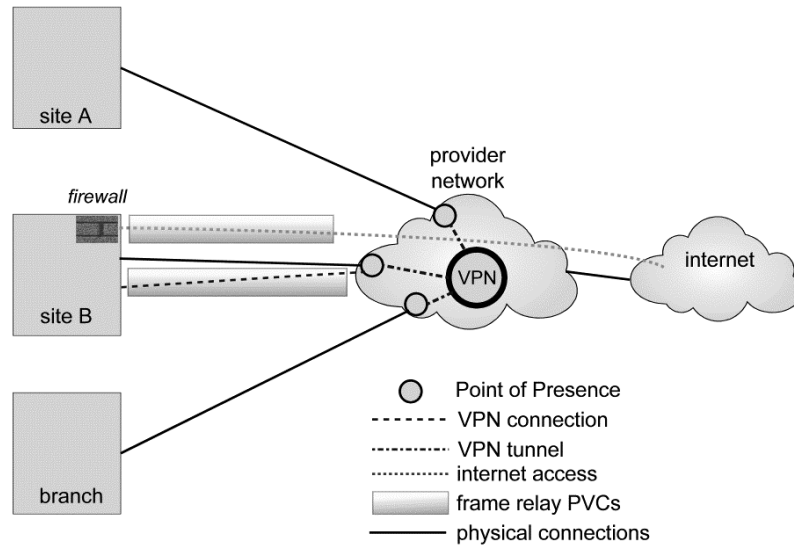 site A
provider
network
firewall
VPN
internet
site B
Point of Presence
VPN connection
VPN tunnel
internet access
branch
frame relay PVCs
physical connections